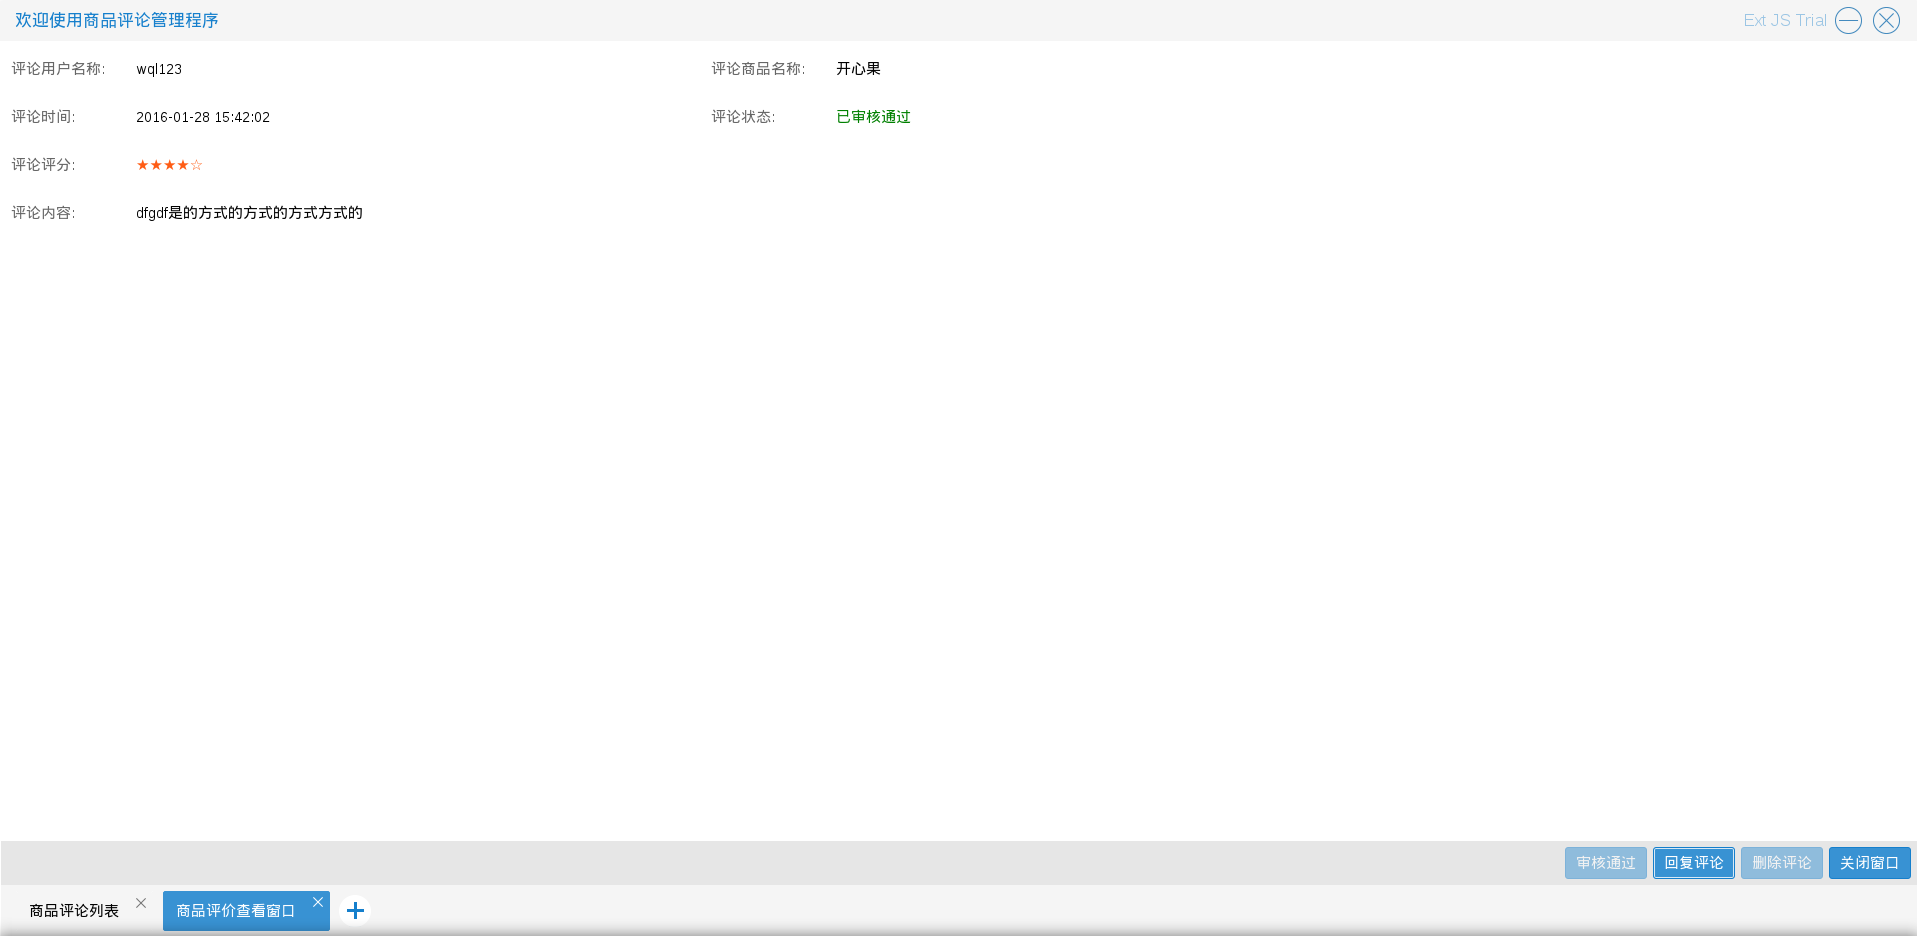 欢迎使用商品评论管理程序 Ext JS Trial
评论用户名称: wql123 评论商品名称: 开心果
评论时间: 2016-01-28 15:42:02 评论状态: 已审核通过
评论评分: ★★★★☆
评论内容: dfgdf是的方式的方式的方式方式的
审核通过 回复评论 删除评论 关闭窗口
商品评论列表 商品评价查看窗口